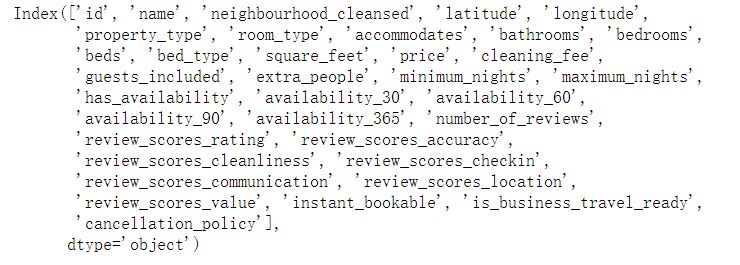 Index(['id', 'name', 'neighbourhood_cleansed', 'latitude', 'longitude',
'property_type', 'room_type', 'accommodates', 'bathrooms', 'bedrooms',
'beds', 'bed_type', 'square_feet', 'price', 'cleaning_fee',
'guests_included', 'extra_people', 'minimum_nights', 'maximum_nights',
'has_availability', 'availability_30', 'availability_60',
'availability_90', 'availability_365', 'number_of_reviews',
'review_scores_rating', 'review_scores_accuracy',
'review_scores_cleanliness', 'review_scores_checkin',
'review_scores_communication', 'review_scores_location',
'review_scores_value', 'instant_bookable', 'is_business_travel_ready',
'cancellation_policy'],
dtype='object')